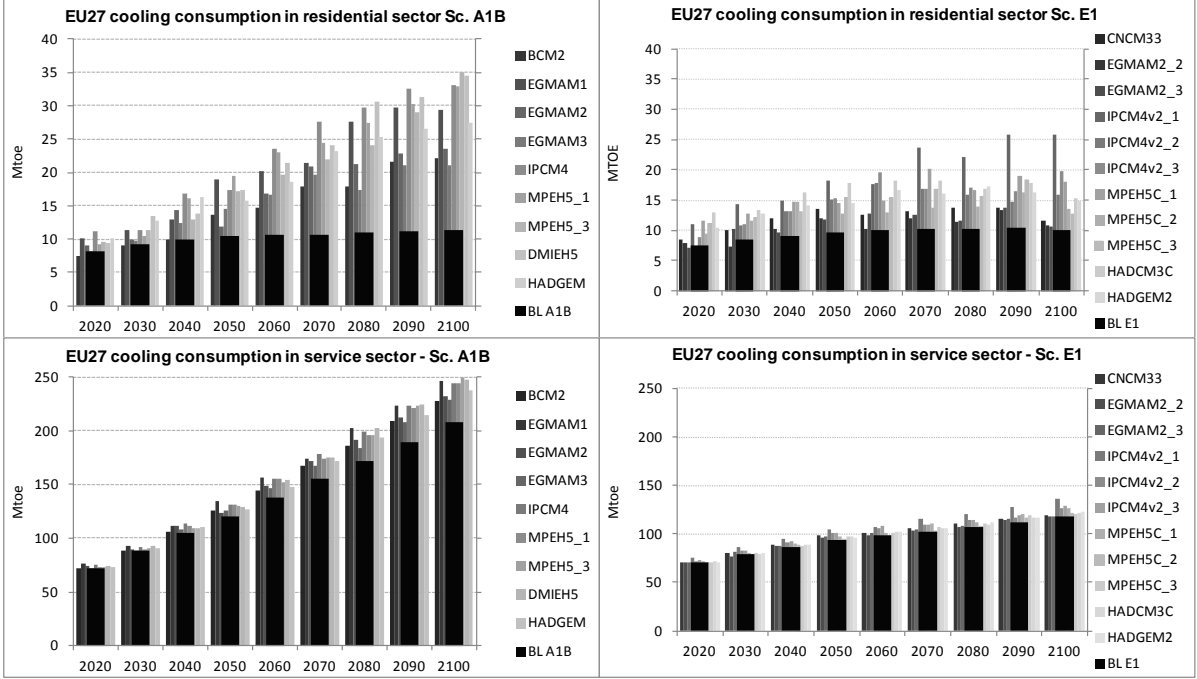 EU27 cooling consumption in residential sector Sc. A1B
40
35
30
25
20
15
10
5
0
Mtoe
2020 2030 2040 2050 2060 2070 2080 2090 2100
BCM2
EGMAM1
EGMAM2
EGMAM3
IPCM4
MPEH5_1
MPEH5_3
DMIEH5
HADGEM
BL A1B
EU27 cooling consumption in residential sector Sc. E1
40
35
30
25
20
15
10
5
0
MTOE
2020 2030 2040 2050 2060 2070 2080 2090 2100
CNCM33
EGMAM2_2
EGMAM2_3
IPCM4v2_1
IPCM4v2_2
IPCM4v2_3
MPEH5C_1
MPEH5C_2
MPEH5C_3
HADCM3C
HADGEM2
BL E1
EU27 cooling consumption in service sector - Sc. A1B
250
200
150
100
50
0
Mtoe
2020 2030 2040 2050 2060 2070 2080 2090 2100
BCM2
EGMAM1
EGMAM2
EGMAM3
IPCM4
MPEH5_1
MPEH5_3
DMIEH5
HADGEM
BL A1B
EU27 cooling consumption in service sector - Sc. E1
250
200
150
100
50
0
Mtoe
2020 2030 2040 2050 2060 2070 2080 2090 2100
CNCM33
EGMAM2_2
EGMAM2_3
IPCM4v2_1
IPCM4v2_2
IPCM4v2_3
MPEH5C_1
MPEH5C_2
MPEH5C_3
HADCM3C
HADGEM2
BL E1